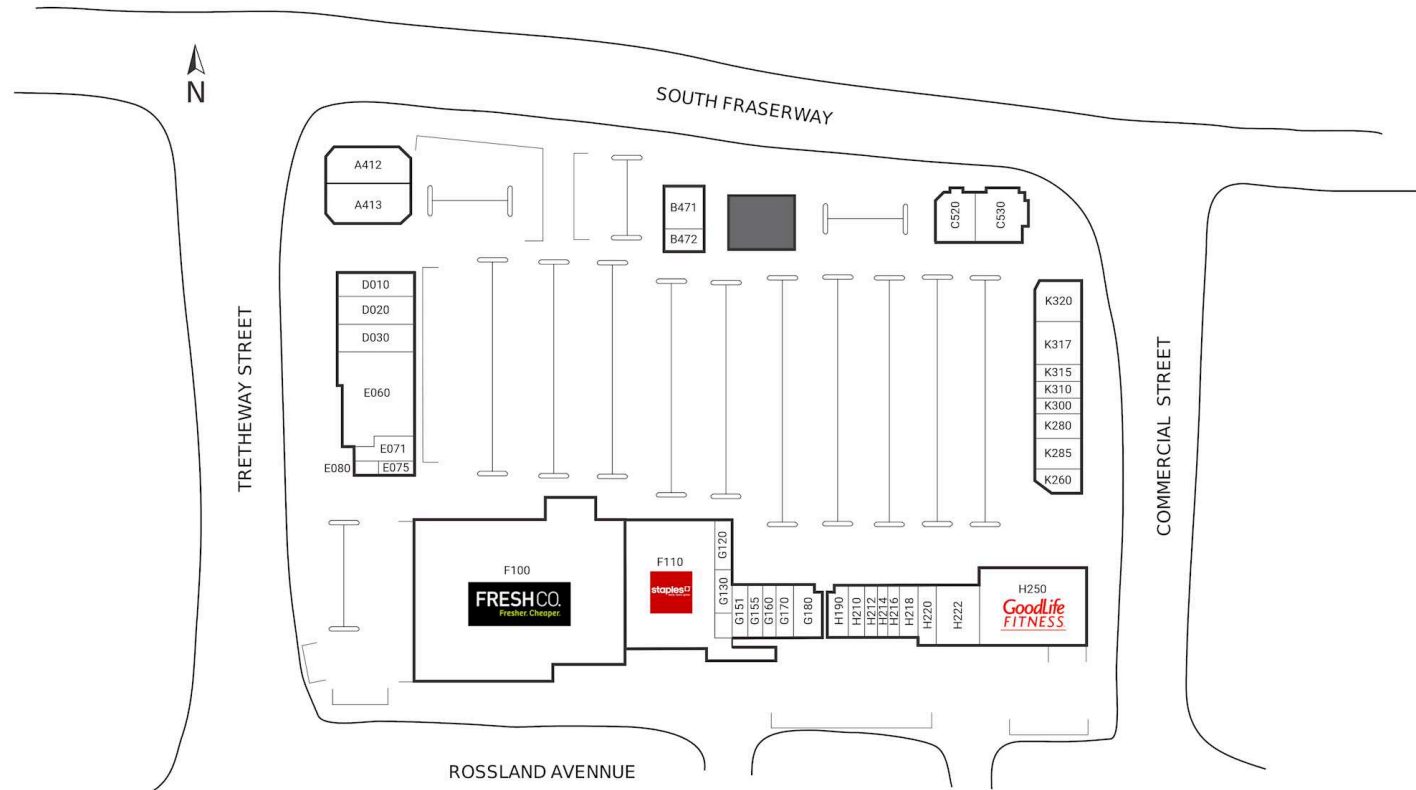 N
SOUTH FRASERWAY
TRETHEWAY STREET
COMMERCIAL STREET
ROSSLAND AVENNUE
A412
A413
B471
B472
C520
C530
D010
D020
D030
E060
E071
E080
E075
K320
K317
K315
K310
K300
K280
K285
K260
F100
FRESHCO.
Fresher. Cheaper.
F110
staples
G120
G130
G151
G155
G160
G170
G180
H190
H210
H212
H214
H216
H218
H220
H222
H250
GoodLife
FITNESS